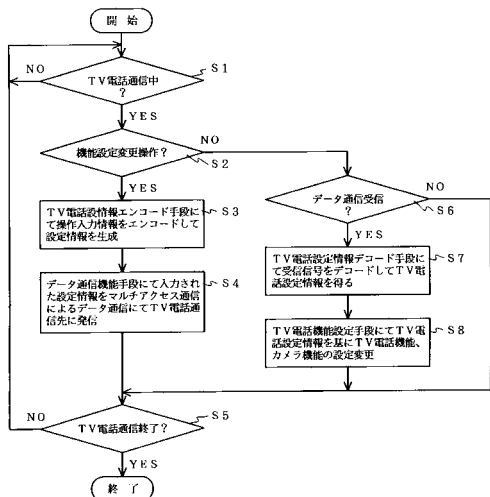 開 始
NO
TV電話通信中
？
S1
YES
NO
機能設定変更操作？
S2
YES
TV電話設情報エンコード手段に
て操作入力情報をエンコードして
設定情報を生成
S3
データ通信機能手段にて入力され
た設定情報をマルチアクセス通信
によるデータ通信にてTV電話通
信先に発信
S4
データ通信受信
？
NO
S6
YES
TV電話設定情報デコード手段に
て受信信号をデコードしてTV電
話設定情報を得る
S7
TV電話機能設定手段にてTV電
話設定情報を基にTV電話機能、
カメラ機能の設定変更
S8
NO
TV電話通信終了？
S5
YES
終 了